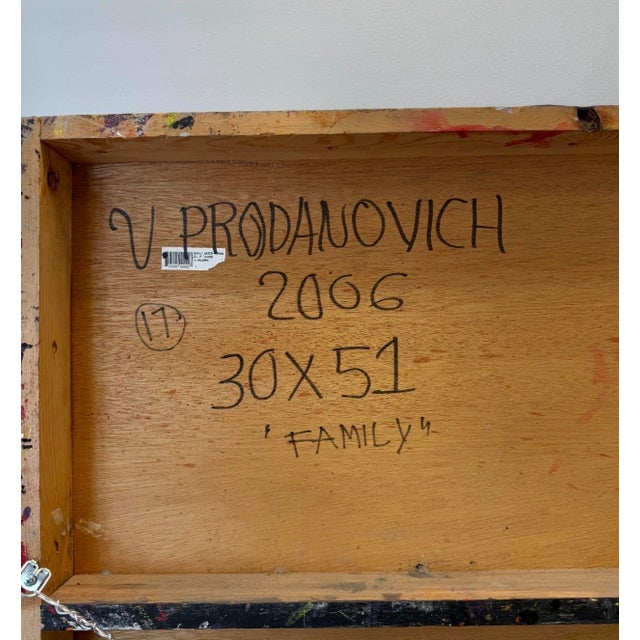 V PRODANOVICH
2006
17
30X51
"FAMILY"